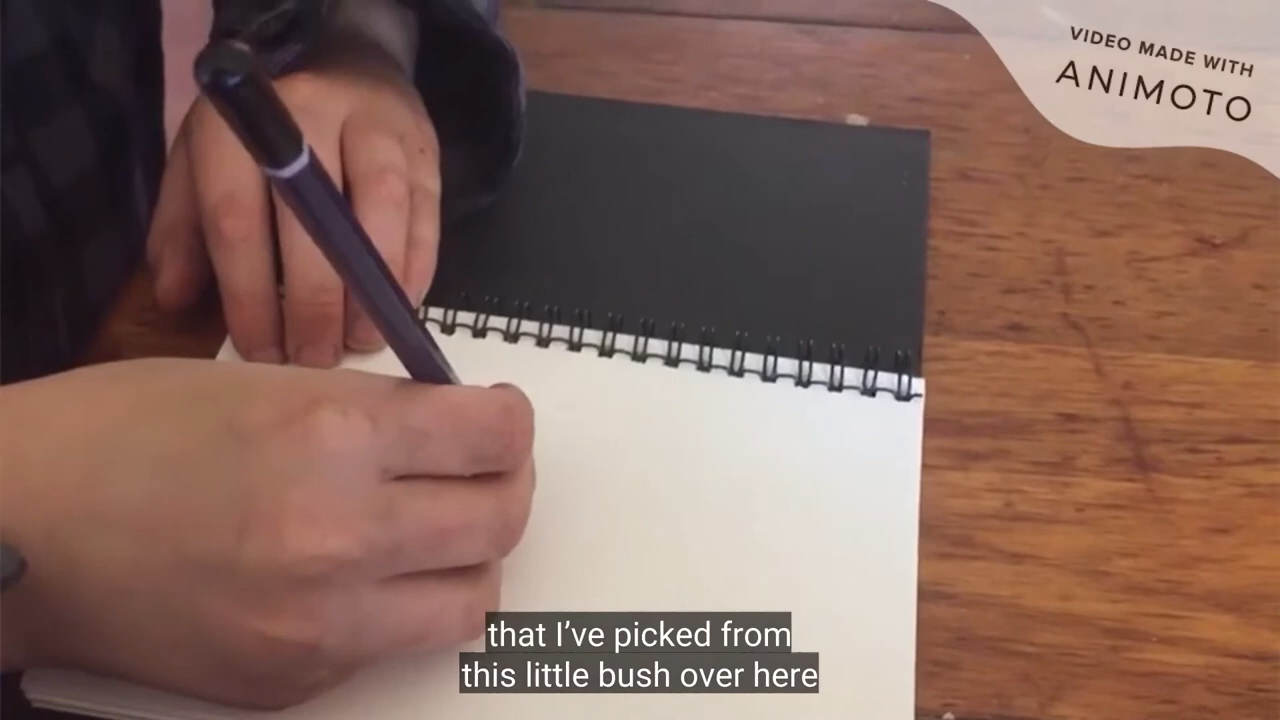 VIDEO MADE WITH
ANIMOTO
that I’ve picked from
this little bush over here